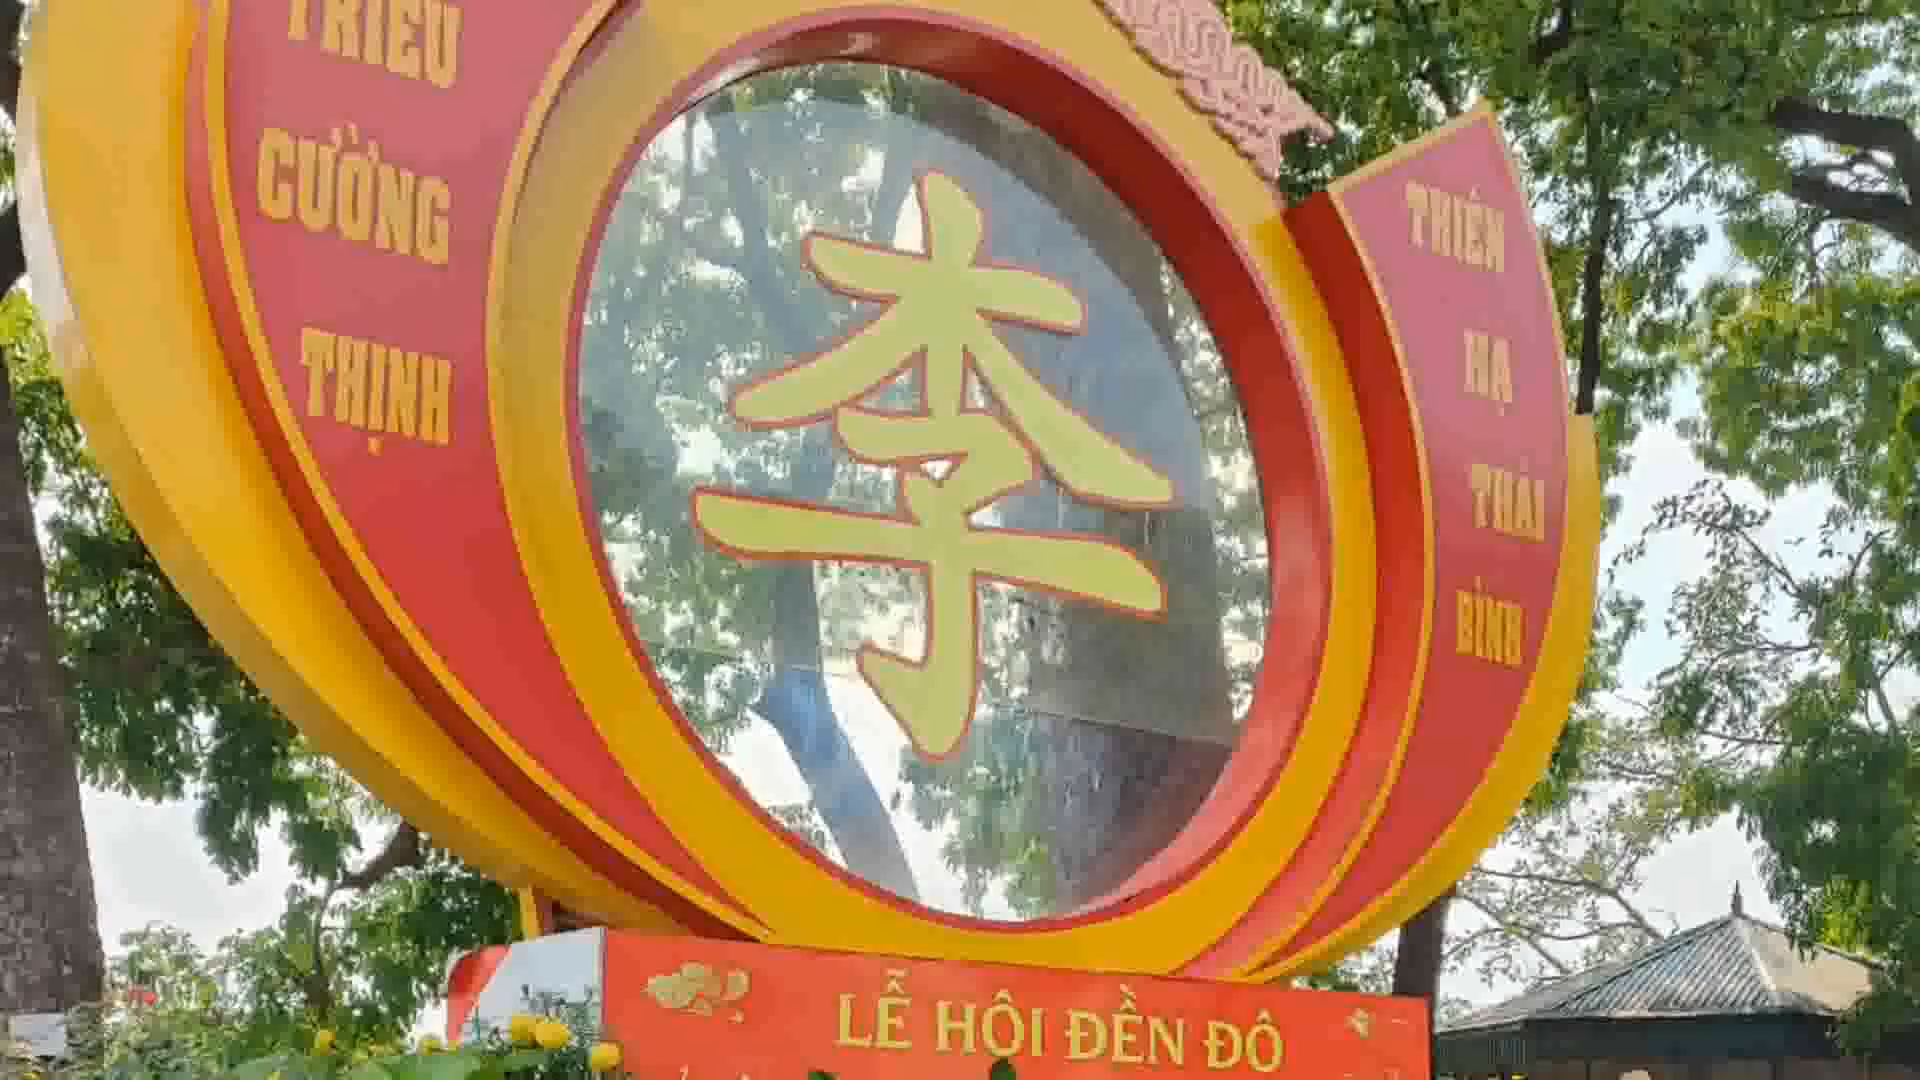 TRIỀU
CƯỜNG
THỊNH
李
THIÊN
HẠ
THÁI
BÌNH
LỄ HỘI ĐỀN ĐÔ